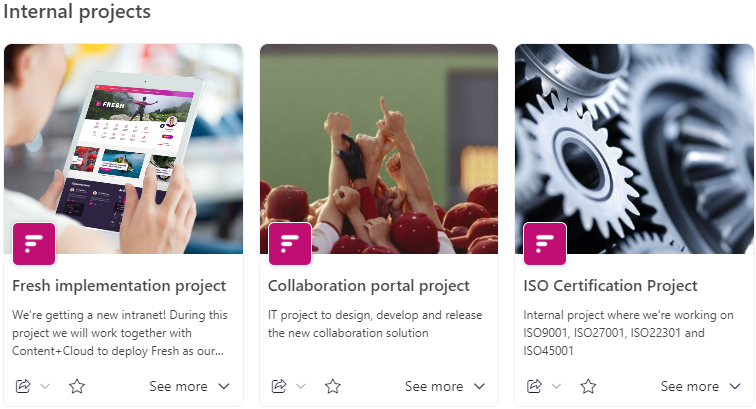 Internal projects
FRESH
Fresh implementation project
We're getting a new intranet! During this
project we will work together with
Content+Cloud to deploy Fresh as our...
See more
Collaboration portal project
IT project to design, develop and release
the new collaboration solution
See more
ISO Certification Project
Internal project where we're working on
ISO9001, ISO27001, ISO22301 and
ISO45001
See more